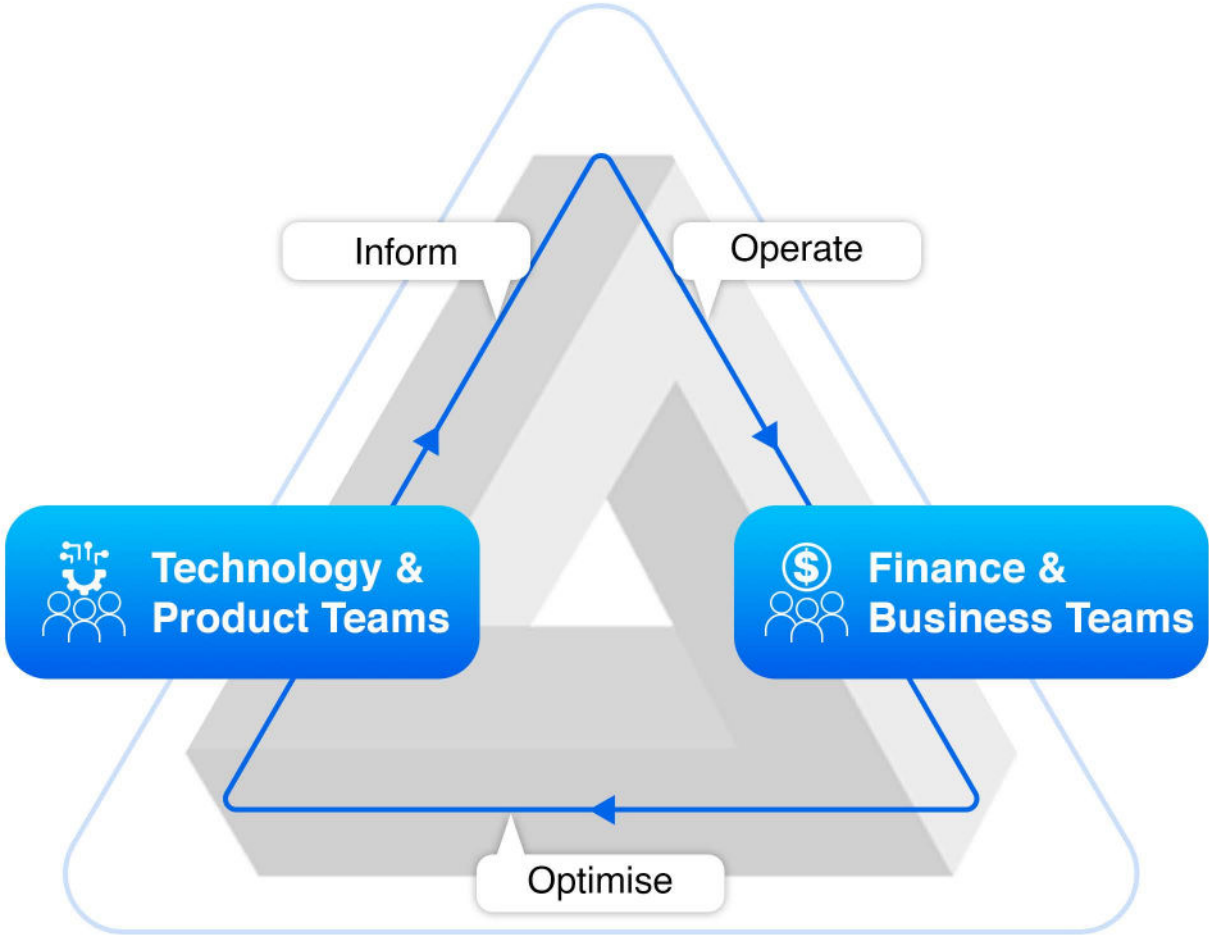 Inform
Operate
Technology &
Product Teams
$
Finance &
Business Teams
Optimise